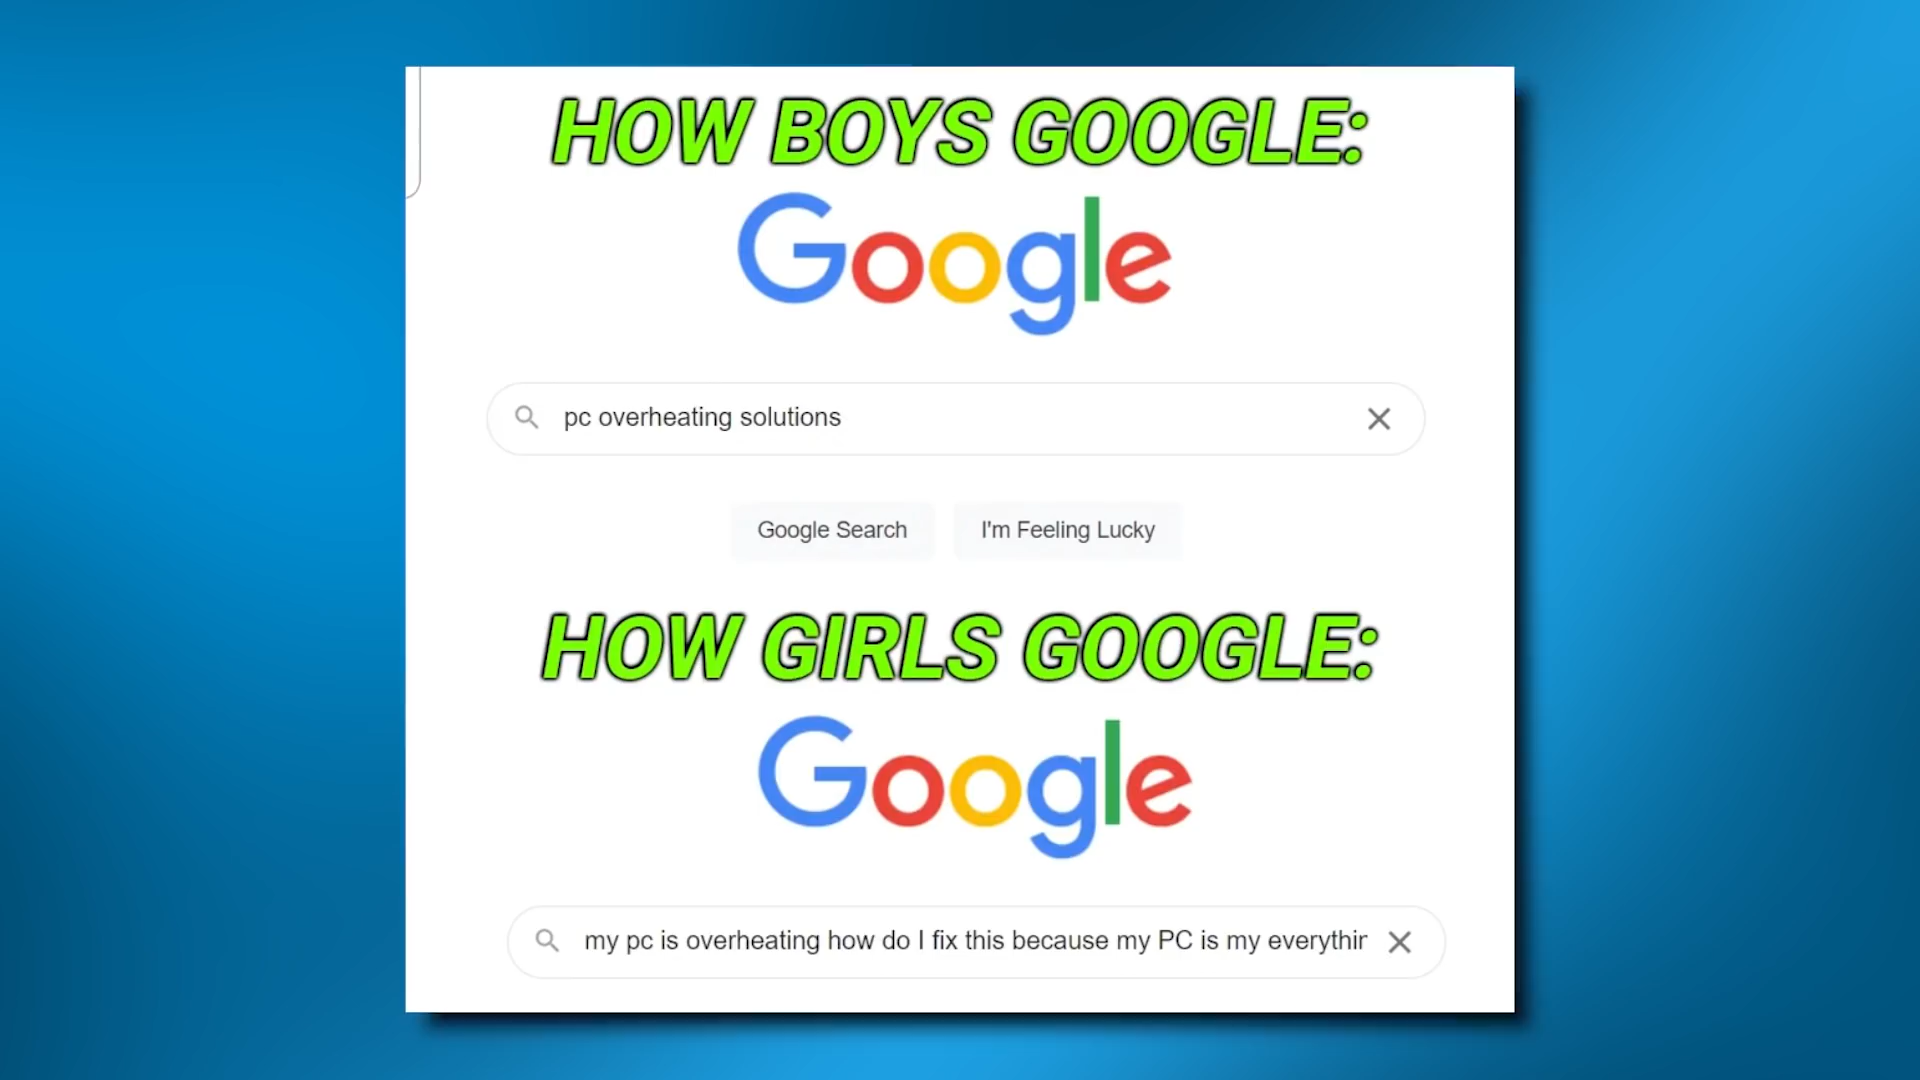 HOW BOYS GOOGLE:
Google
pc overheating solutions
Google Search I'm Feeling Lucky
HOW GIRLS GOOGLE:
Google
my pc is overheating how do I fix this because my PC is my everythin